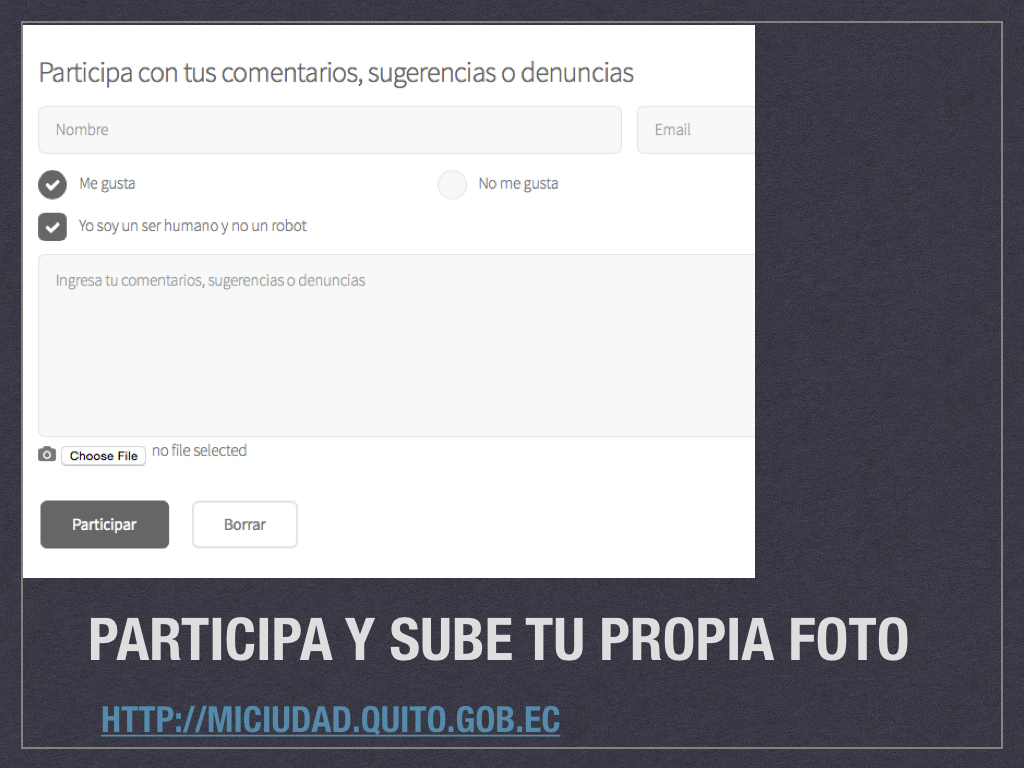 Participa con tus comentarios, sugerencias o denuncias
Nombre
Email
Me gusta
No me gusta
Yo soy un ser humano y no un robot
Ingresa tu comentarios, sugerencias o denuncias
Choose File no file selected
Participar
Borrar
PARTICIPA Y SUBE TU PROPIA FOTO
HTTP://MICIUDAD.QUITO.GOB.EC